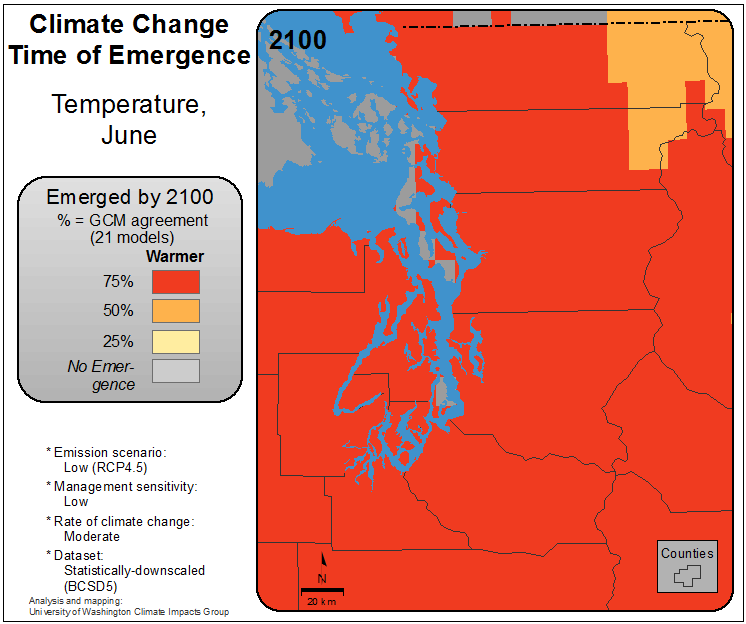 Climate Change
Time of Emergence
Temperature,
June
Emerged by 2100
% = GCM agreement
(21 models)
Warmer
75%
50%
25%
No Emer-
gence
* Emission scenario:
Low (RCP4.5)
* Management sensitivity:
Low
* Rate of climate change:
Moderate
* Dataset:
Statistically-downscaled
(BCSD5)
Analysis and mapping:
University of Washington Climate Impacts Group
2100
N
20 km
Counties